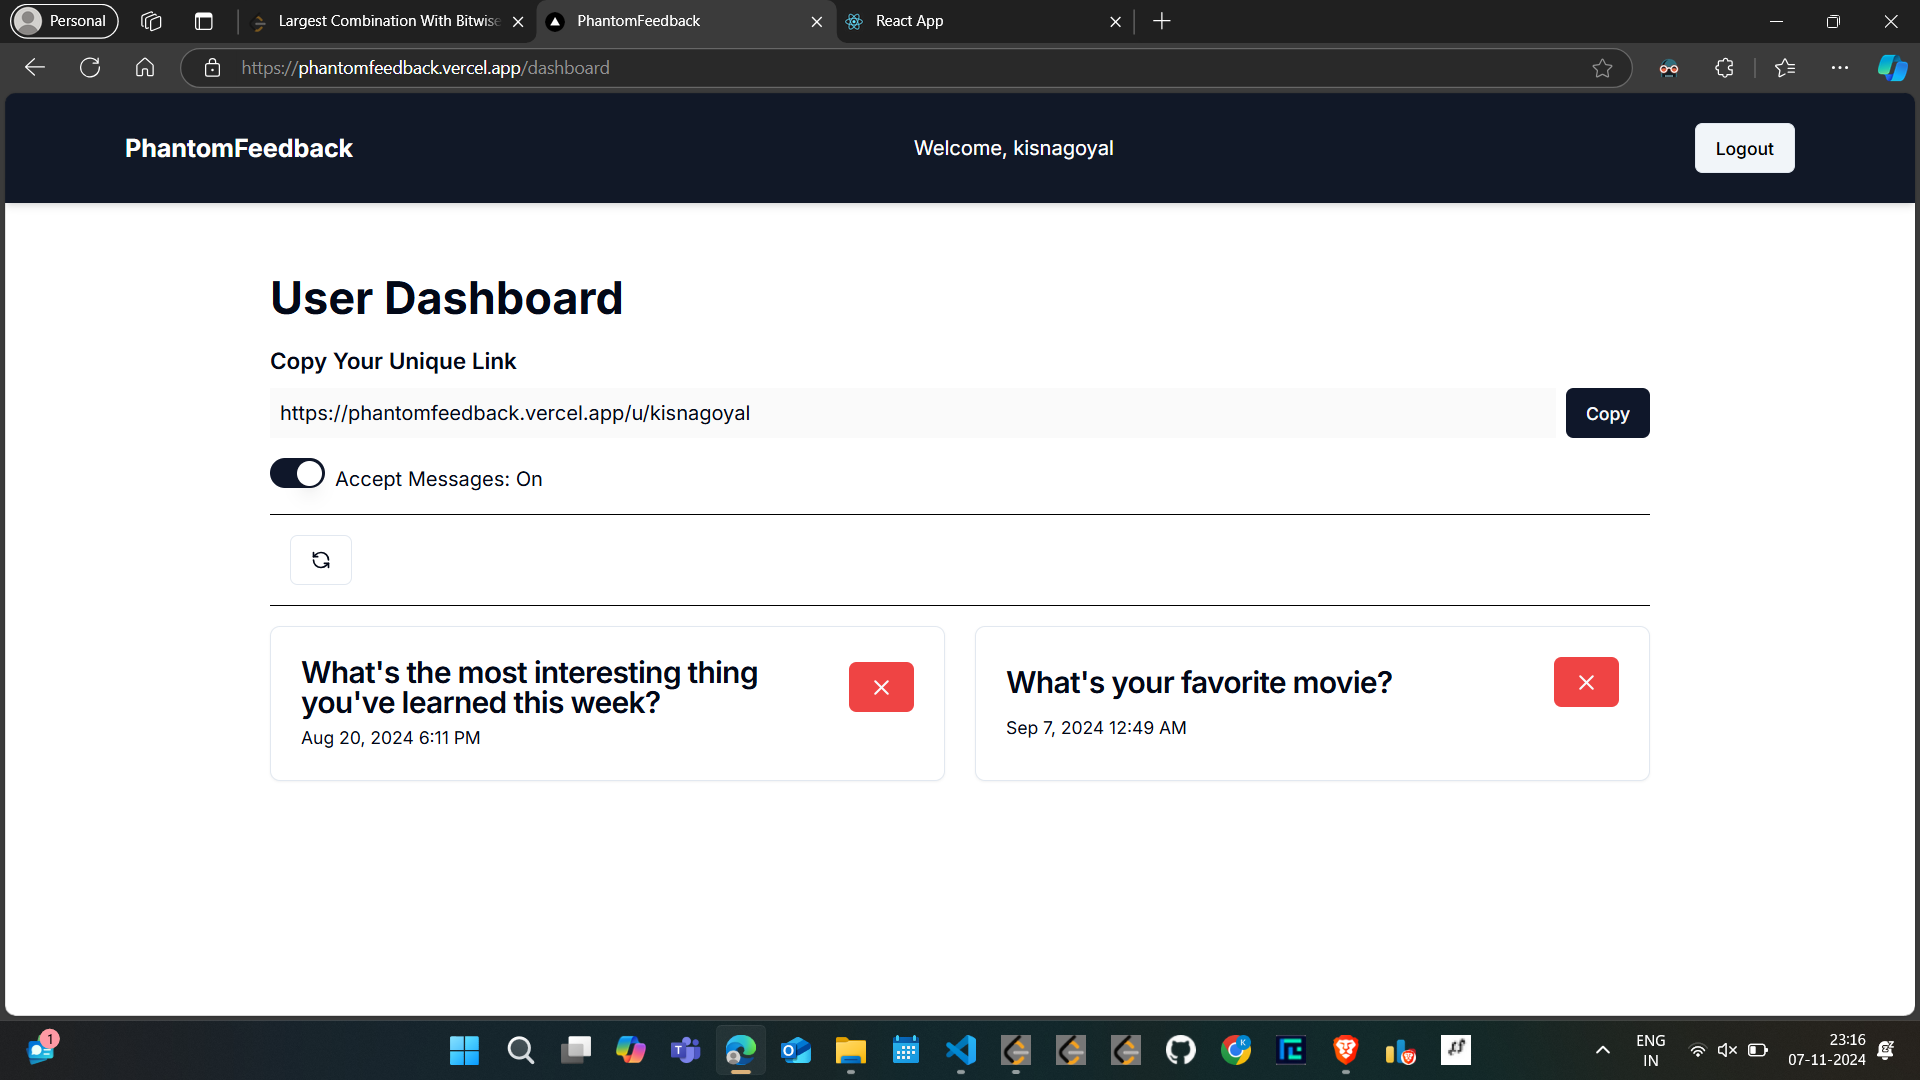 Personal
Largest Combination With Bitwise
PhantomFeedback
React App
https://phantomfeedback.vercel.app/dashboard
PhantomFeedback
Welcome, kisnagoyal
Logout
User Dashboard
Copy Your Unique Link
https://phantomfeedback.vercel.app/u/kisnagoyal
Copy
Accept Messages: On
What's the most interesting thing
you've learned this week?
Aug 20, 2024 6:11 PM
What's your favorite movie?
Sep 7, 2024 12:49 AM
1
ENG
IN
23:16
07-11-2024